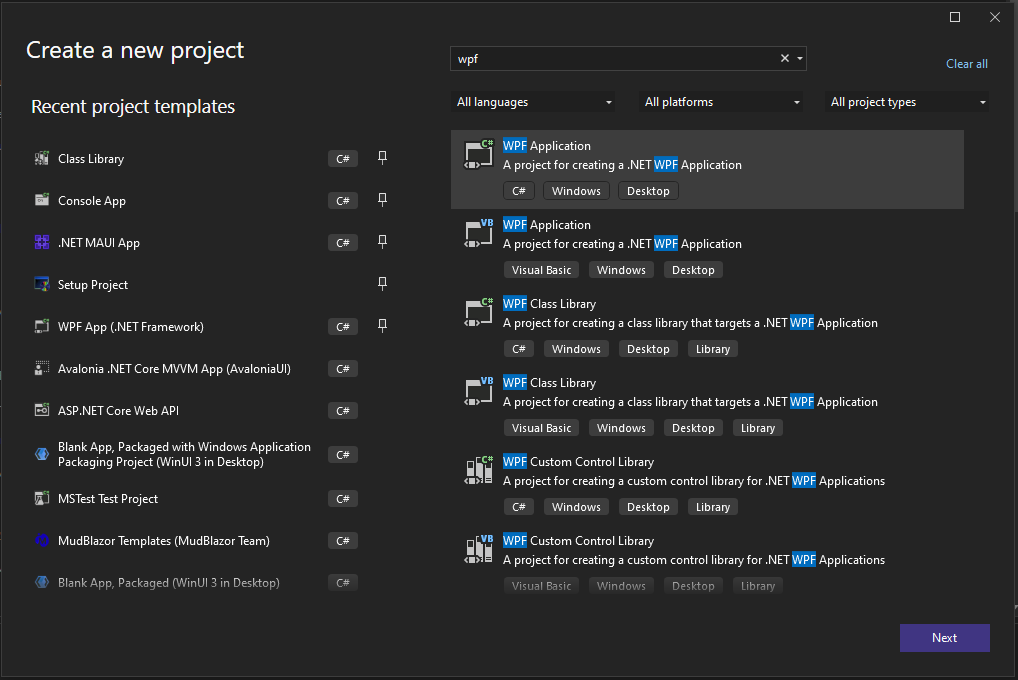 Create a new project
wpf
Clear all
Recent project templates
All languages
All platforms
All project types
Class Library
C#
Console App
C#
.NET MAUI App
C#
Setup Project
WPF App (.NET Framework)
C#
Avalonia .NET Core MVVM App (AvaloniaUI)
C#
ASP.NET Core Web API
C#
Blank App, Packaged with Windows Application
Packaging Project (WinUI 3 in Desktop)
C#
MSTest Test Project
C#
MudBlazor Templates (MudBlazor Team)
C#
Blank App, Packaged (WinUI 3 in Desktop)
C#
C#
WPF Application
A project for creating a .NET WPF Application
C# Windows Desktop
VB
WPF Application
A project for creating a .NET WPF Application
Visual Basic Windows Desktop
C#
WPF Class Library
A project for creating a class library that targets a .NET WPF Application
C# Windows Desktop Library
VB
WPF Class Library
A project for creating a class library that targets a .NET WPF Application
Visual Basic Windows Desktop Library
C#
WPF Custom Control Library
A project for creating a custom control library for .NET WPF Applications
C# Windows Desktop Library
VB
WPF Custom Control Library
A project for creating a custom control library for .NET WPF Applications
Visual Basic Windows Desktop Library
Next